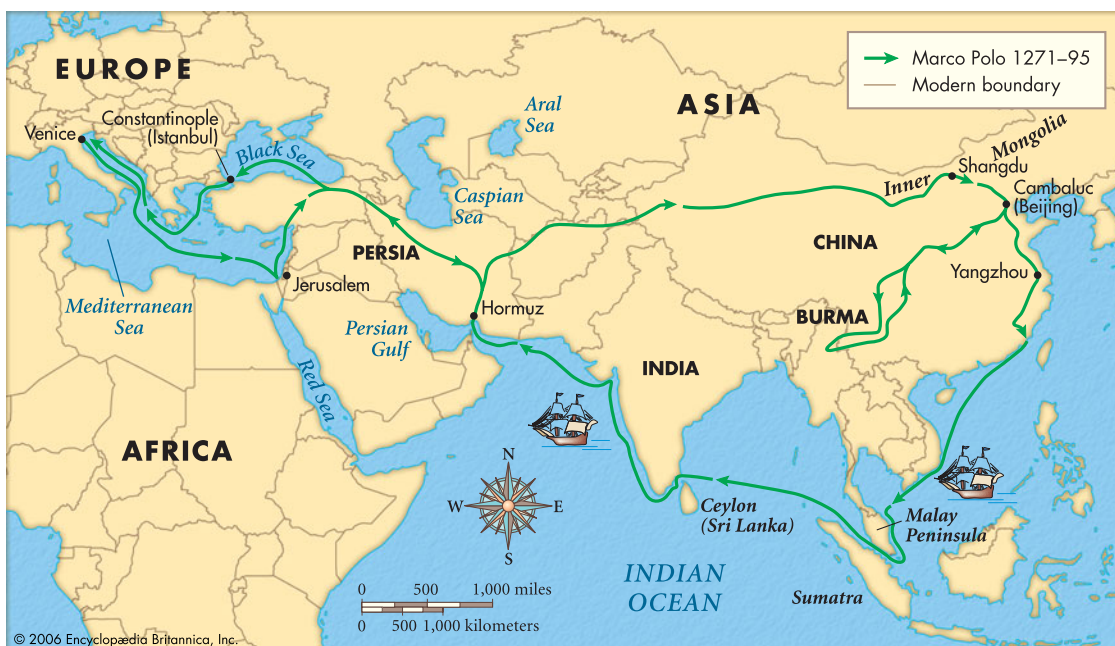 EUROPE
ASIA
Marco Polo 1271–95
Modern boundary
Aral
Sea
Constantinople
(Istanbul)
Venice
Black Sea
Mongolia
Inner
Shangdu
Cambaluc
(Beijing)
Caspian
Sea
CHINA
PERSIA
Yangzhou
Jerusalem
Mediterranean
Sea
Hormuz
BURMA
Persian
Gulf
INDIA
Red Sea
AFRICA
N
W
E
S
Ceylon
(Sri Lanka)
Malay
Peninsula
INDIAN
OCEAN
Sumatra
0 500 1,000 miles
0 500 1,000 kilometers
© 2006 Encyclopædia Britannica, Inc.